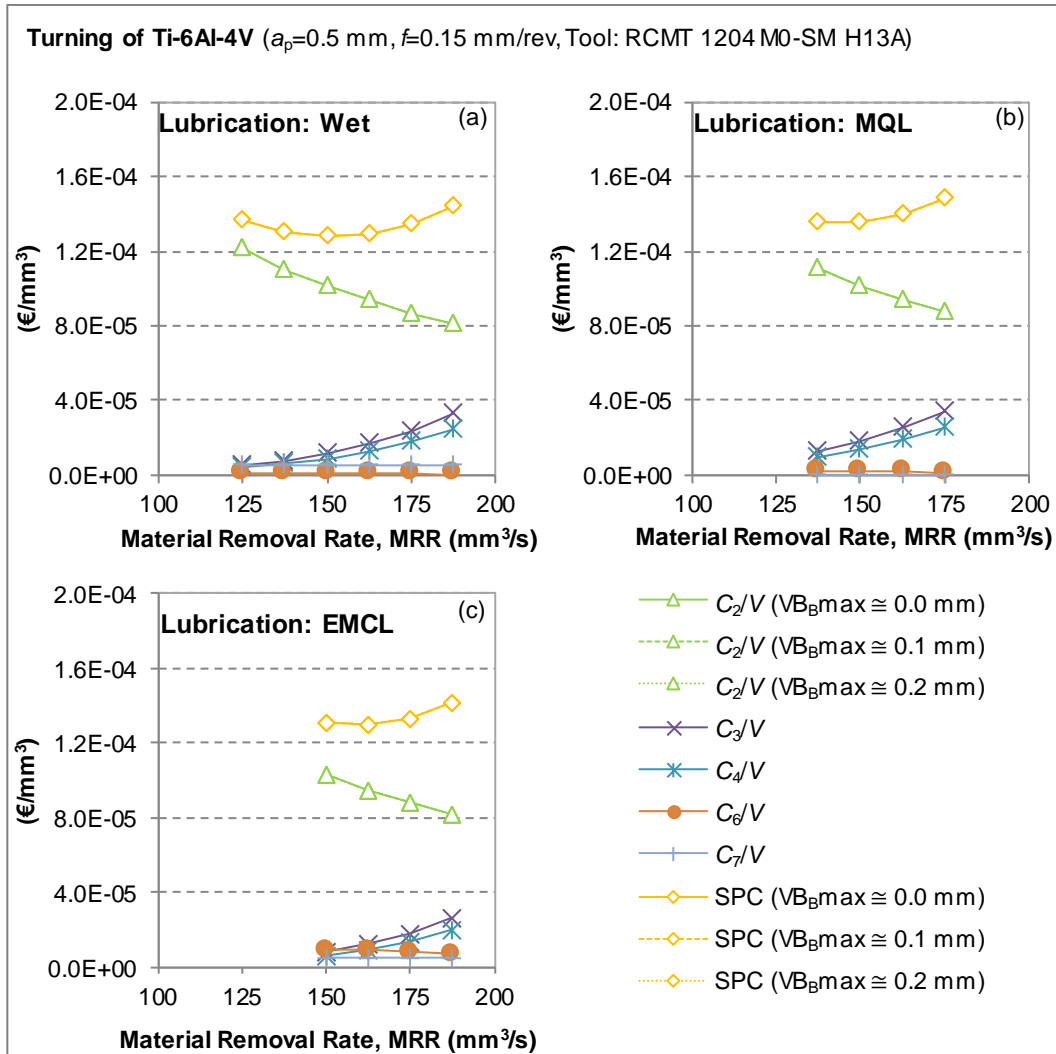 Turning of Ti-6Al-4V (aₚ=0.5 mm, f=0.15 mm/rev, Tool: RCMT 1204 M0-SM H13A)
2.0E-04
1.6E-04
1.2E-04
8.0E-05
4.0E-05
0.0E+00
(€/mm³)
Lubrication: Wet
(a)
100 125 150 175 200
Material Removal Rate, MRR (mm³/s)
2.0E-04
1.6E-04
1.2E-04
8.0E-05
4.0E-05
0.0E+00
(€/mm³)
Lubrication: MQL
(b)
100 125 150 175 200
Material Removal Rate, MRR (mm³/s)
2.0E-04
1.6E-04
1.2E-04
8.0E-05
4.0E-05
0.0E+00
(€/mm³)
Lubrication: EMCL
(c)
100 125 150 175 200
Material Removal Rate, MRR (mm³/s)
C₂/V (VB_Bmax ≅ 0.0 mm)
C₂/V (VB_Bmax ≅ 0.1 mm)
C₂/V (VB_Bmax ≅ 0.2 mm)
C₃/V
C₄/V
C₆/V
C₇/V
SPC (VB_Bmax ≅ 0.0 mm)
SPC (VB_Bmax ≅ 0.1 mm)
SPC (VB_Bmax ≅ 0.2 mm)